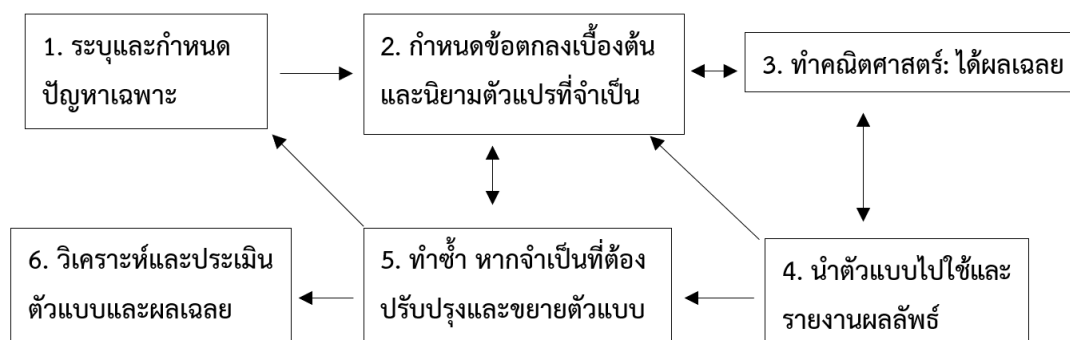 1. ระบุและกำหนด
ปัญหาเฉพาะ
2. กำหนดข้อตกลงเบื้องต้น
และนิยามตัวแปรที่จำเป็น
3. ทำคณิตศาสตร์: ได้ผลเฉลย
6. วิเคราะห์และประเมิน
ตัวแบบและผลเฉลย
5. ทำซ้ำ หากจำเป็นที่ต้อง
ปรับปรุงและขยายตัวแบบ
4. นำตัวแบบไปใช้และ
รายงานผลลัพธ์